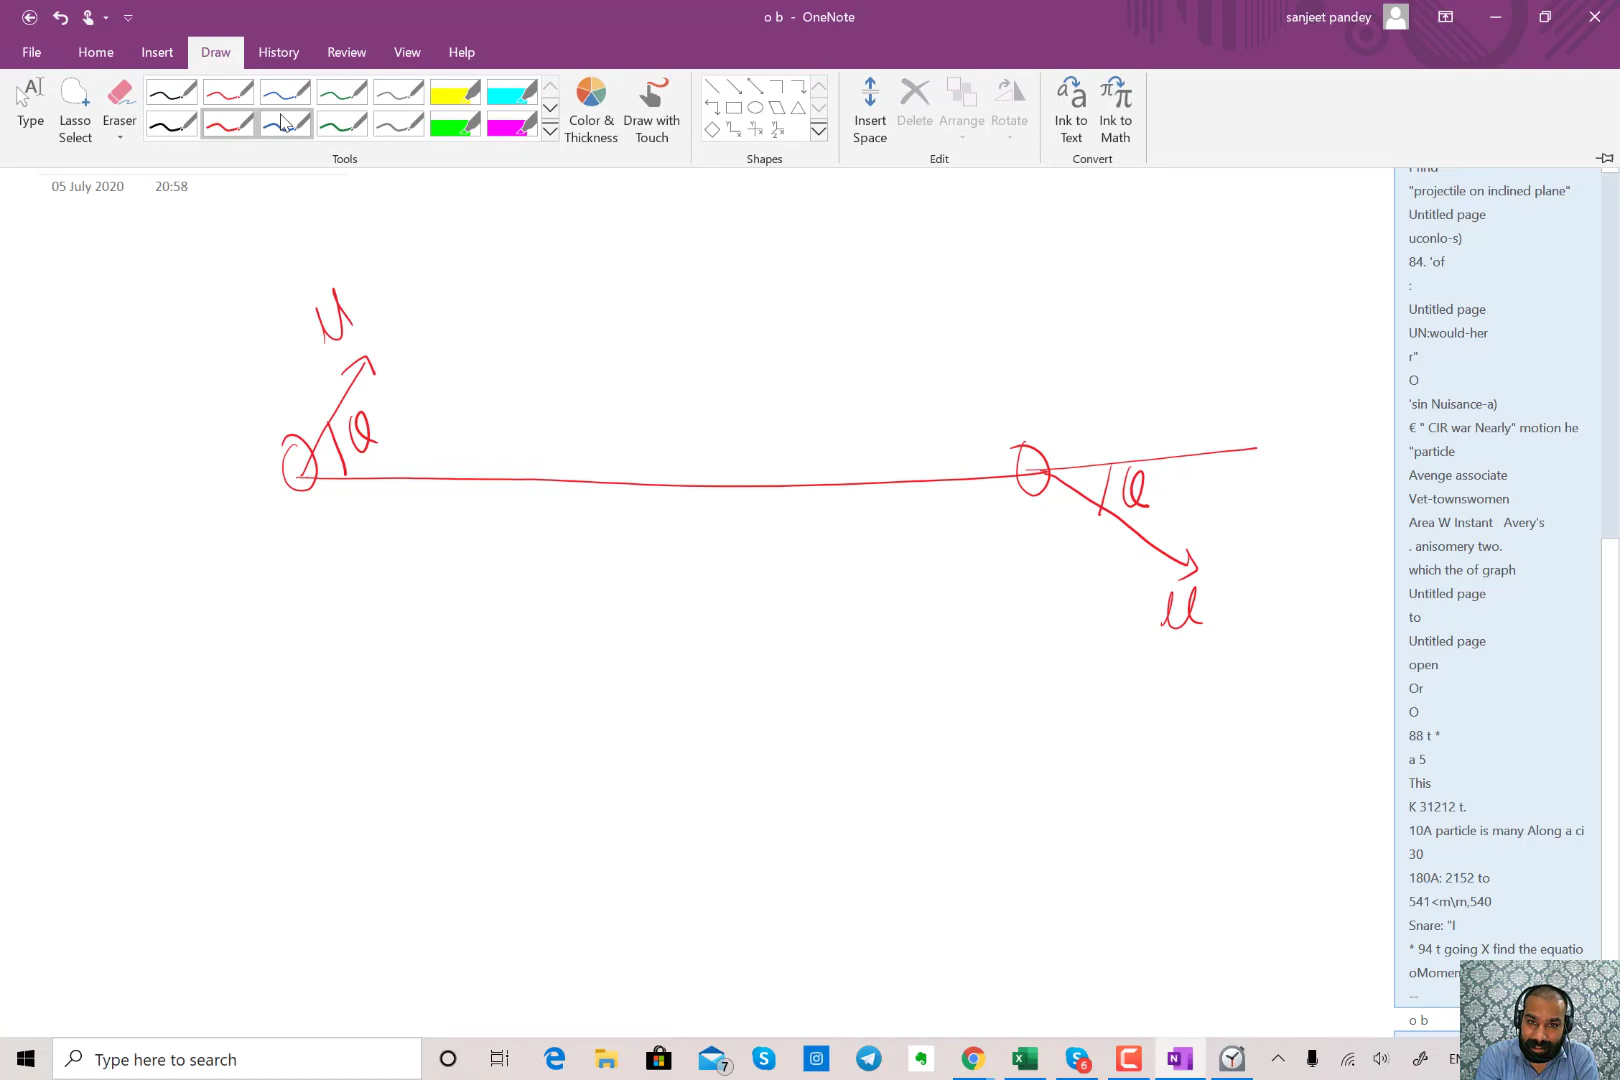 o b - OneNote
sanjeet pandey
File Home Insert Draw History Review View Help
Type
Lasso Select
Eraser
Color & Thickness
Draw with Touch
Insert Space
Delete
Arrange
Rotate
Ink to Text
Ink to Math
Tools
Shapes
Edit
Convert
05 July 2020 20:58
u
θ
θ
u
"projectile on inclined plane"
Untitled page
uconlo-s)
84. 'of
:
Untitled page
UN:would-her
r"
O
'sin Nuisance-a)
€ " CIR war Nearly" motion he
"particle
Avenge associate
Vet-townswomen
Area W Instant Avery's
. anisomery two.
which the of graph
Untitled page
to
Untitled page
open
Or
O
88 t *
a 5
This
K 31212 t.
10A particle is many Along a ci
30
180A: 2152 to
541<m\rn,540
Snare: "I
* 94 t going X find the equatio
oMomen
--
o b
Type here to search
7
6